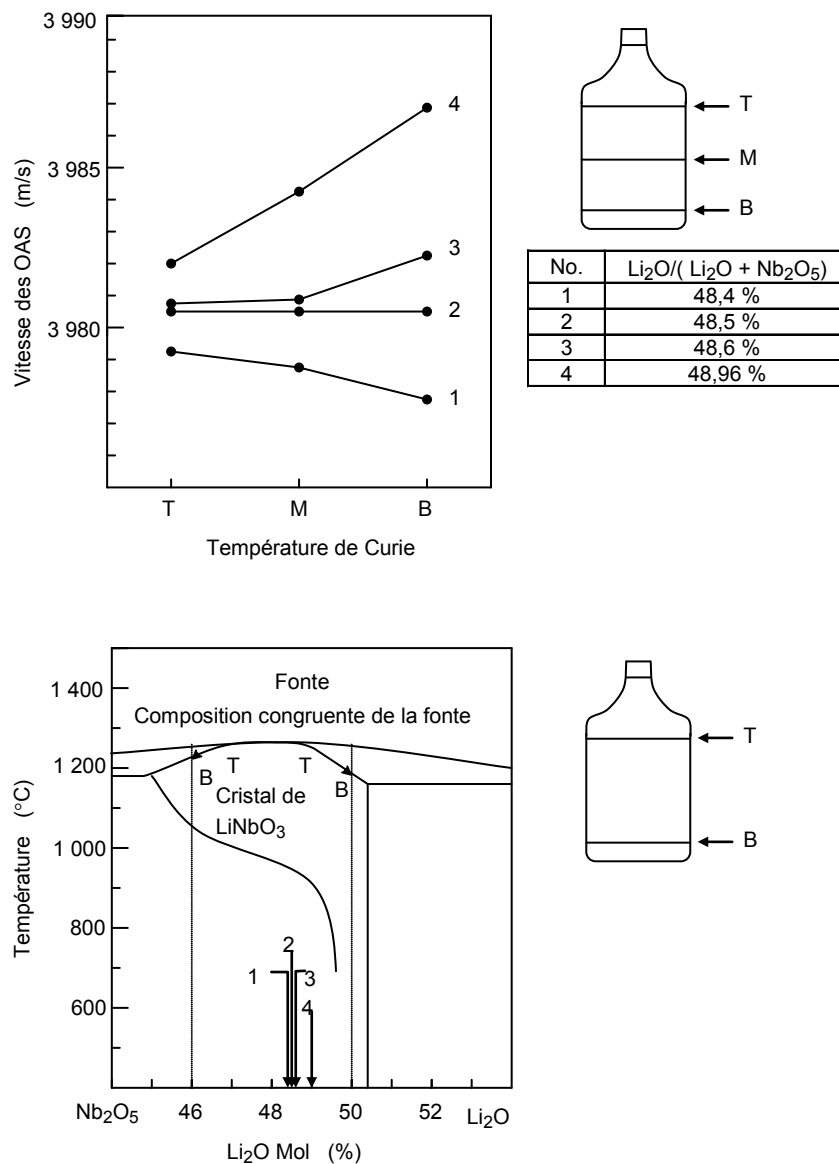 3 990
3 985
3 980
Vitesse des OAS (m/s)
4
3
2
1
T
M
B
Température de Curie
T
M
B
No. Li₂O/( Li₂O + Nb₂O₅)
1 48,4 %
2 48,5 %
3 48,6 %
4 48,96 %
Température (°C)
1 400
1 200
1 000
800
600
Fonte
Composition congruente de la fonte
B T T B
Cristal de
LiNbO₃
2
1 3
4
Nb₂O₅ 46 48 50 52 Li₂O
Li₂O Mol (%)
T
B